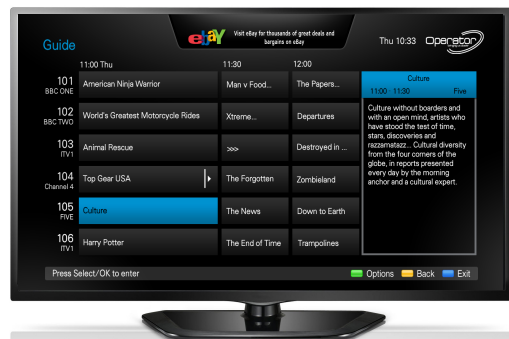 Guide
ebay
Visit eBay for thousands of great deals and
bargains on eBay
Thu 10:33
Operator
11:00 Thu
11:30
12:00
101
BBC ONE
American Ninja Warrior
Man v Food...
The Papers...
102
BBC TWO
World's Greatest Motorcycle Rides
Xtreme...
Departures
103
ITV1
Animal Rescue
>>>
Destroyed in ...
104
Channel 4
Top Gear USA
The Forgotten
Zombieland
105
FIVE
Culture
The News
Down to Earth
106
ITV1
Harry Potter
The End of Time
Trampolines
Culture
11:00 - 11:30
Five
Culture without boarders and
with an open mind, artists who
have stood the test of time,
stars, discoveries and
razzamatazz... Cultural diversity
from the four corners of the
globe, in reports presented
every day by the morning
anchor and a cultural expert.
Press Select/OK to enter
Options
Back
Exit